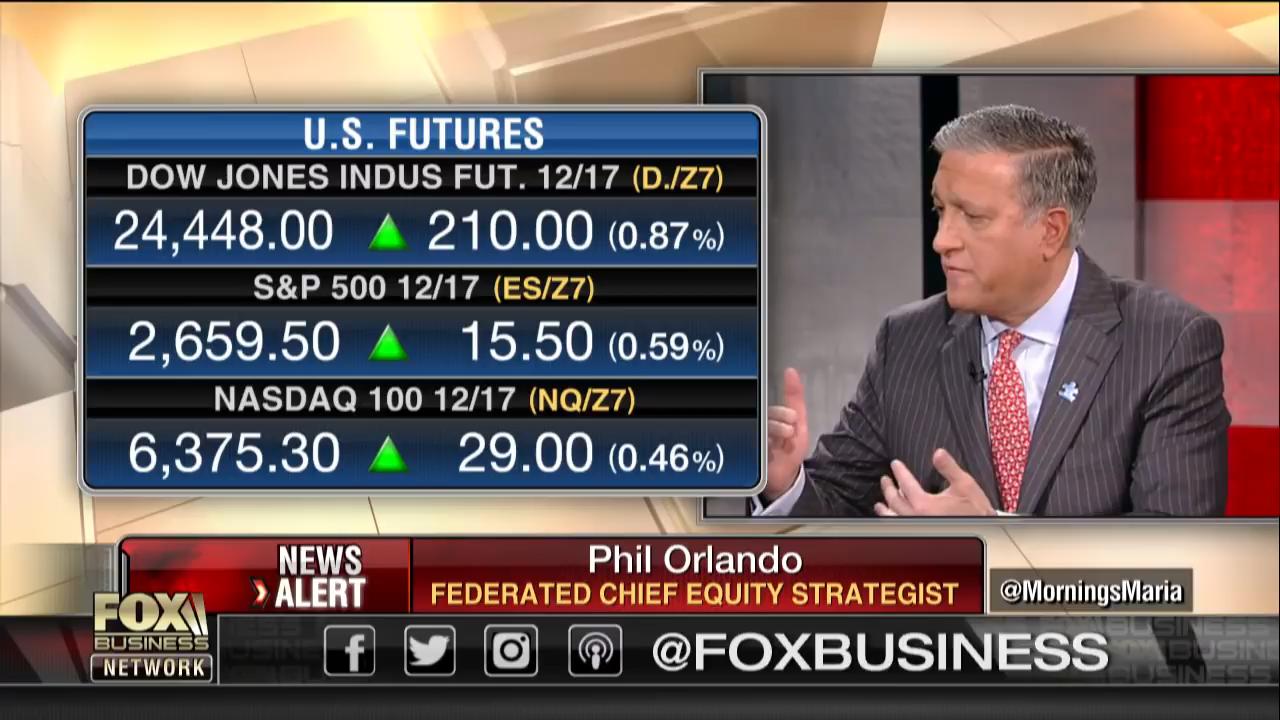 U.S. FUTURES
DOW JONES INDUS FUT. 12/17 (D./Z7)
24,448.00 ▲ 210.00 (0.87%)
S&P 500 12/17 (ES/Z7)
2,659.50 ▲ 15.50 (0.59%)
NASDAQ 100 12/17 (NQ/Z7)
6,375.30 ▲ 29.00 (0.46%)
NEWS
ALERT
Phil Orlando
FEDERATED CHIEF EQUITY STRATEGIST
@MorningsMaria
FOX
BUSINESS
NETWORK
@FOXBUSINESS